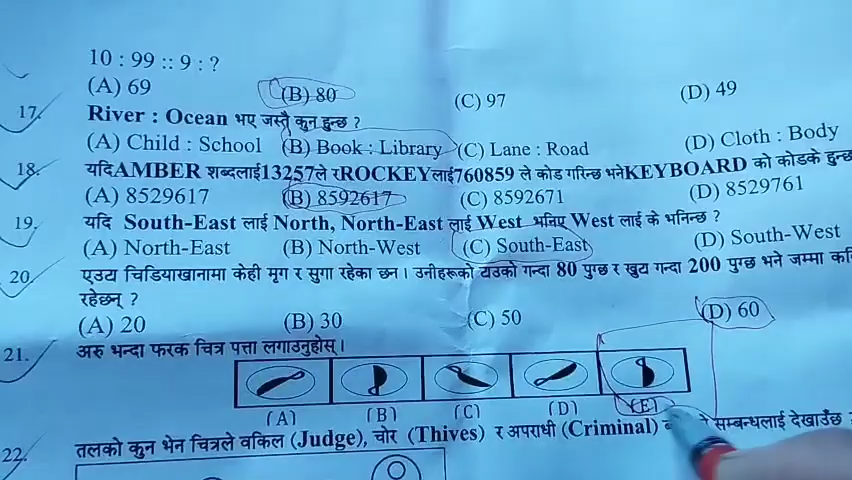 10 : 99 :: 9 : ?
(A) 69 (B) 80 (C) 97 (D) 49
17. River : Ocean भए जस्तै कुन हुन्छ ?
(A) Child : School (B) Book : Library (C) Lane : Road (D) Cloth : Body
18. यदि AMBER शब्दलाई 13257 ले र ROCKEY लाई 760859 ले कोड गरिन्छ भने KEYBOARD को कोडके हुन्छ
(A) 8529617 (B) 8592617 (C) 8592671 (D) 8529761
19. यदि South-East लाई North, North-East लाई West भनिए West लाई के भनिन्छ ?
(A) North-East (B) North-West (C) South-East (D) South-West
20. एउटा चिडियाखानामा केही मृग र सुगा रहेका छन । उनीहरूको टाउको गन्दा 80 पुग्छ र खुट्टा गन्दा 200 पुग्छ भने जम्मा
रहेछन् ?
(A) 20 (B) 30 (C) 50 (D) 60
21. अरु भन्दा फरक चित्र पत्ता लगाउनुहोस् ।
(A) (B) (C) (D) (E)
22. तलको कुन भेन चित्रले वकिल (Judge), चोर (Thives) र अपराधी (Criminal) सम्बन्धलाई देखाउँछ ?